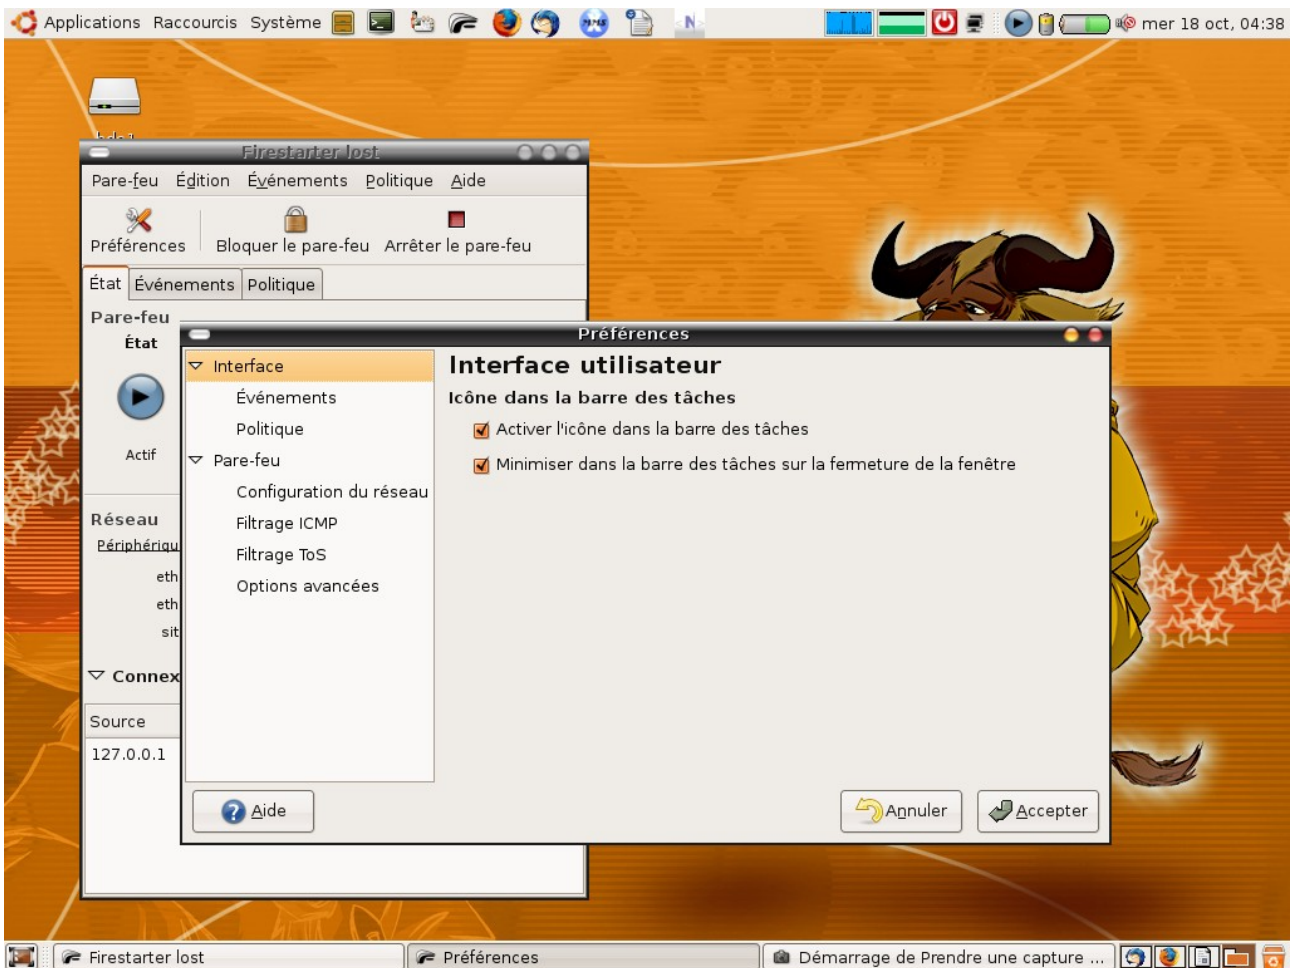 Applications Raccourcis Système
mer 18 oct, 04:38
Firestarter lost
Pare-feu Édition Événements Politique Aide
Préférences Bloquer le pare-feu Arrêter le pare-feu
État Événements Politique
Pare-feu
État
Actif
Réseau
Périphériqu
eth
eth
sit
Connex
Source
127.0.0.1
Préférences
Interface
Événements
Politique
Pare-feu
Configuration du réseau
Filtrage ICMP
Filtrage ToS
Options avancées
Interface utilisateur
Icône dans la barre des tâches
Activer l'icône dans la barre des tâches
Minimiser dans la barre des tâches sur la fermeture de la fenêtre
Aide
Annuler
Accepter
Firestarter lost
Préférences
Démarrage de Prendre une capture ...